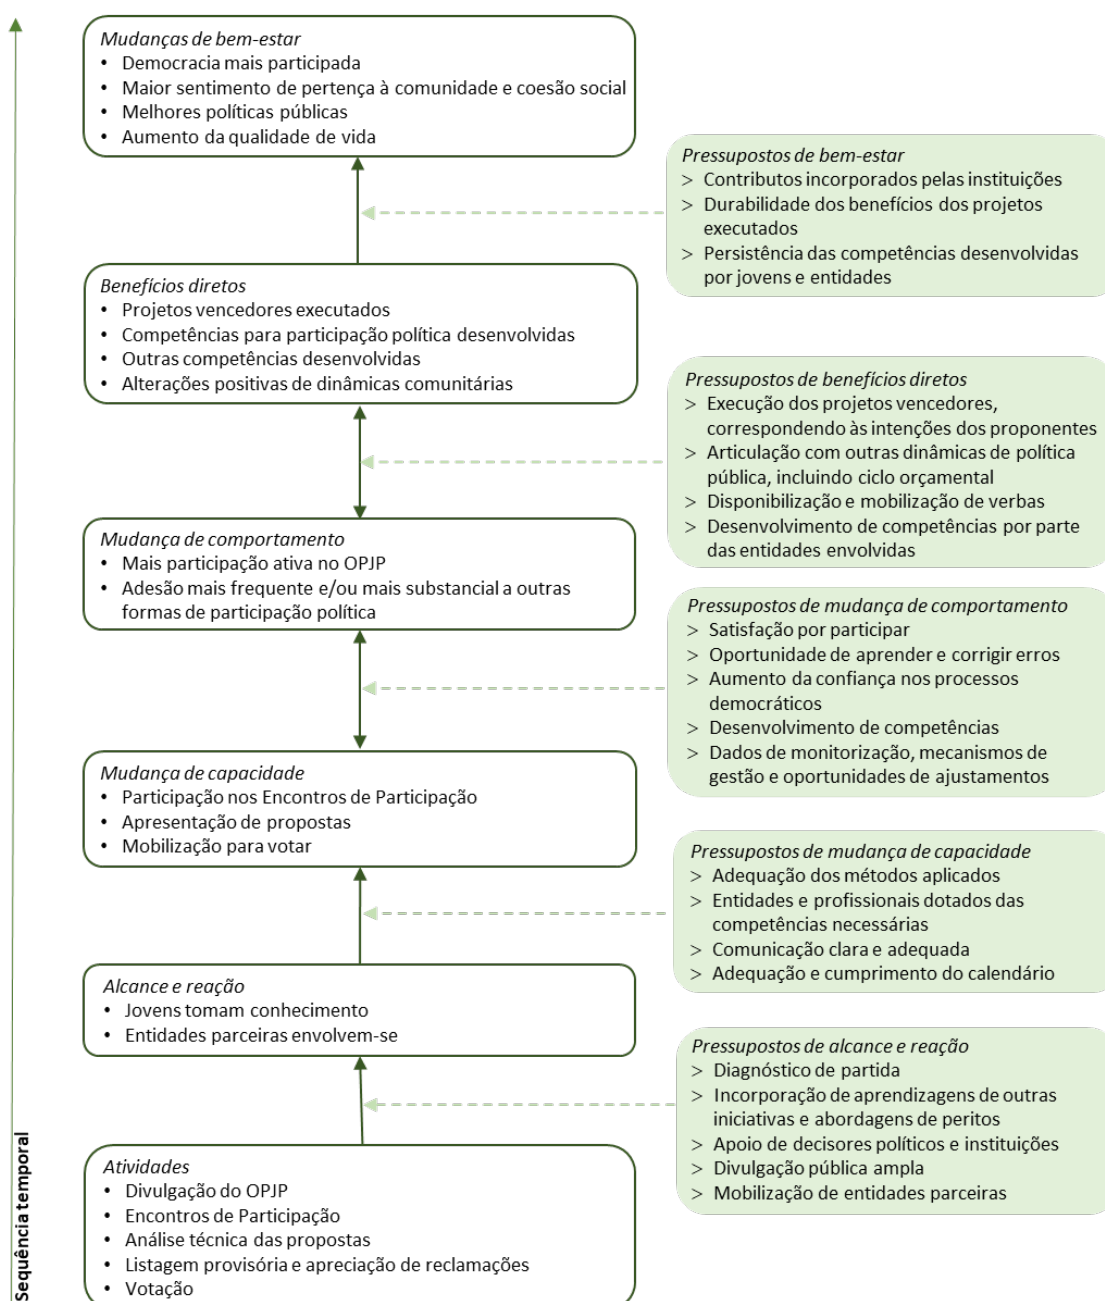 Mudanças de bem-estar
• Democracia mais participada
• Maior sentimento de pertença à comunidade e coesão social
• Melhores políticas públicas
• Aumento da qualidade de vida
Pressupostos de bem-estar
> Contributos incorporados pelas instituições
> Durabilidade dos benefícios dos projetos
executados
> Persistência das competências desenvolvidas
por jovens e entidades
Benefícios diretos
• Projetos vencedores executados
• Competências para participação política desenvolvidas
• Outras competências desenvolvidas
• Alterações positivas de dinâmicas comunitárias
Pressupostos de benefícios diretos
> Execução dos projetos vencedores,
correspondendo às intenções dos proponentes
> Articulação com outras dinâmicas de política
pública, incluindo ciclo orçamental
> Disponibilização e mobilização de verbas
> Desenvolvimento de competências por parte
das entidades envolvidas
Mudança de comportamento
• Mais participação ativa no OPJP
• Adesão mais frequente e/ou mais substancial a outras
formas de participação política
Pressupostos de mudança de comportamento
> Satisfação por participar
> Oportunidade de aprender e corrigir erros
> Aumento da confiança nos processos
democráticos
> Desenvolvimento de competências
> Dados de monitorização, mecanismos de
gestão e oportunidades de ajustamentos
Mudança de capacidade
• Participação nos Encontros de Participação
• Apresentação de propostas
• Mobilização para votar
Pressupostos de mudança de capacidade
> Adequação dos métodos aplicados
> Entidades e profissionais dotados das
competências necessárias
> Comunicação clara e adequada
> Adequação e cumprimento do calendário
Alcance e reação
• Jovens tomam conhecimento
• Entidades parceiras envolvem-se
Pressupostos de alcance e reação
> Diagnóstico de partida
> Incorporação de aprendizagens de outras
iniciativas e abordagens de peritos
> Apoio de decisores políticos e instituições
> Divulgação pública ampla
> Mobilização de entidades parceiras
Atividades
• Divulgação do OPJP
• Encontros de Participação
• Análise técnica das propostas
• Listagem provisória e apreciação de reclamações
• Votação
Sequência temporal